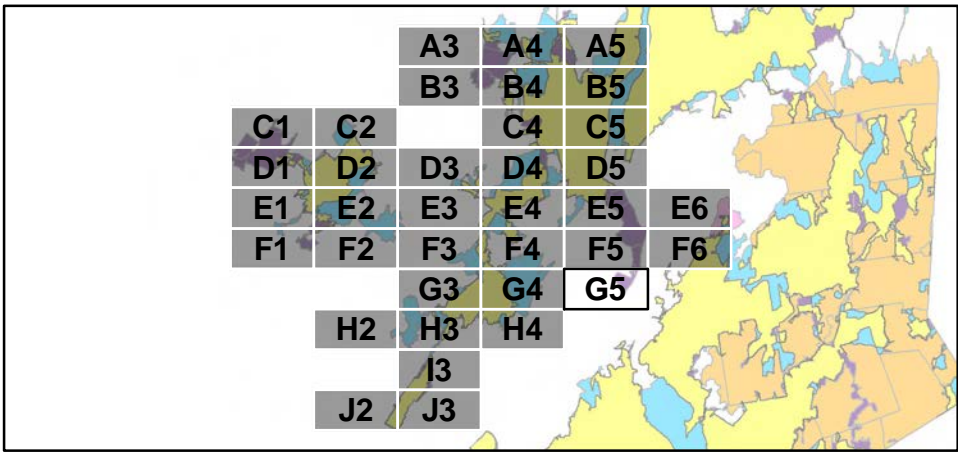 A3 A4 A5
B3 B4 B5
C1 C2 C4 C5
D1 D2 D3 D4 D5
E1 E2 E3 E4 E5 E6
F1 F2 F3 F4 F5 F6
G3 G4 G5
H2 H3 H4
I3
J2 J3